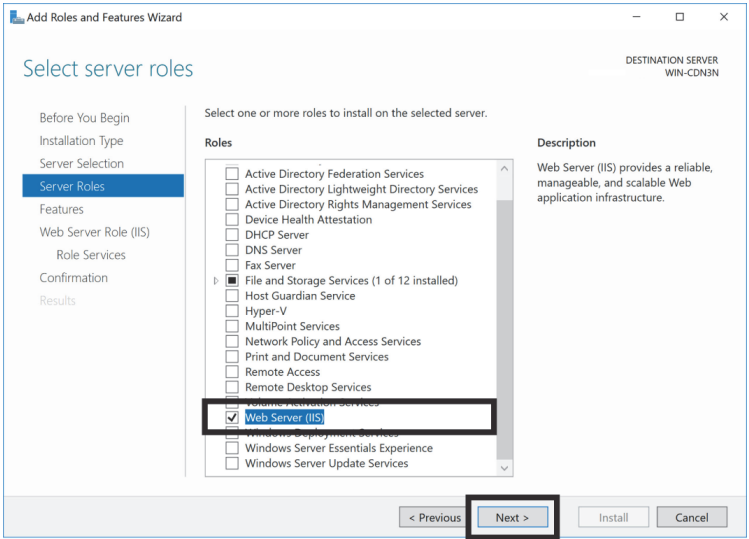 Add Roles and Features Wizard
Select server roles
DESTINATION SERVER
WIN-CDN3N
Before You Begin
Installation Type
Server Selection
Server Roles
Features
Web Server Role (IIS)
Role Services
Confirmation
Results
Select one or more roles to install on the selected server.
Roles
Active Directory Federation Services
Active Directory Lightweight Directory Services
Active Directory Rights Management Services
Device Health Attestation
DHCP Server
DNS Server
Fax Server
File and Storage Services (1 of 12 installed)
Host Guardian Service
Hyper-V
MultiPoint Services
Network Policy and Access Services
Print and Document Services
Remote Access
Remote Desktop Services
Volume Activation Services
Web Server (IIS)
Windows Deployment Services
Windows Server Essentials Experience
Windows Server Update Services
Description
Web Server (IIS) provides a reliable,
manageable, and scalable Web
application infrastructure.
< Previous
Next >
Install
Cancel